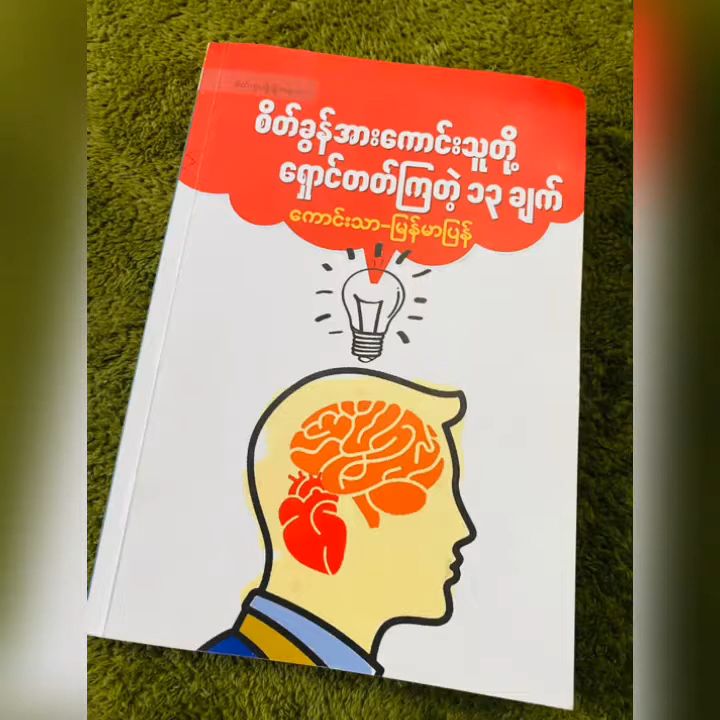 စိတ်ခွန်အားကောင်းသူတို့
ရှောင်တတ်ကြတဲ့ ၁၃ ချက်
ကောင်းသာ-မြန်မာပြန်